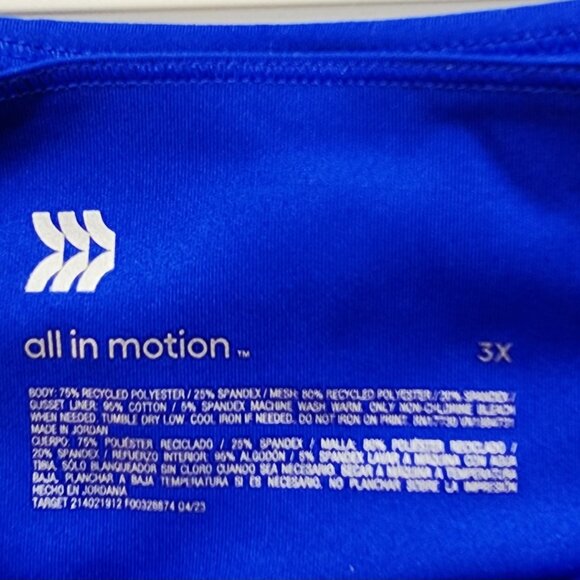 all in motion ™
3X
BODY: 75% RECYCLED POLYESTER / 25% SPANDEX / MESH: 80% RECYCLED POLYESTER / 20% SPANDEX /
GUSSET LINER: 95% COTTON / 5% SPANDEX MACHINE WASH WARM. ONLY NON-CHLORINE BLEACH
WHEN NEEDED. TUMBLE DRY LOW. COOL IRON IF NEEDED. DO NOT IRON ON PRINT.
MADE IN JORDAN
CUERPO: 75% POLIÉSTER RECICLADO / 25% SPANDEX / MALLA: 80% POLIÉSTER RECICLADO /
20% SPANDEX / REFUERZO INTERIOR: 95% ALGODÓN / 5% SPANDEX LAVAR A MÁQUINA CON AGUA
TIBIA. SÓLO BLANQUEADOR SIN CLORO CUANDO SEA NECESARIO. SECAR A MÁQUINA A TEMPERATURA
BAJA. PLANCHAR A BAJA TEMPERATURA SI ES NECESARIO. NO PLANCHAR SOBRE LA IMPRESIÓN
HECHO EN JORDANIA
TARGET 214021912 F00328874 04/23